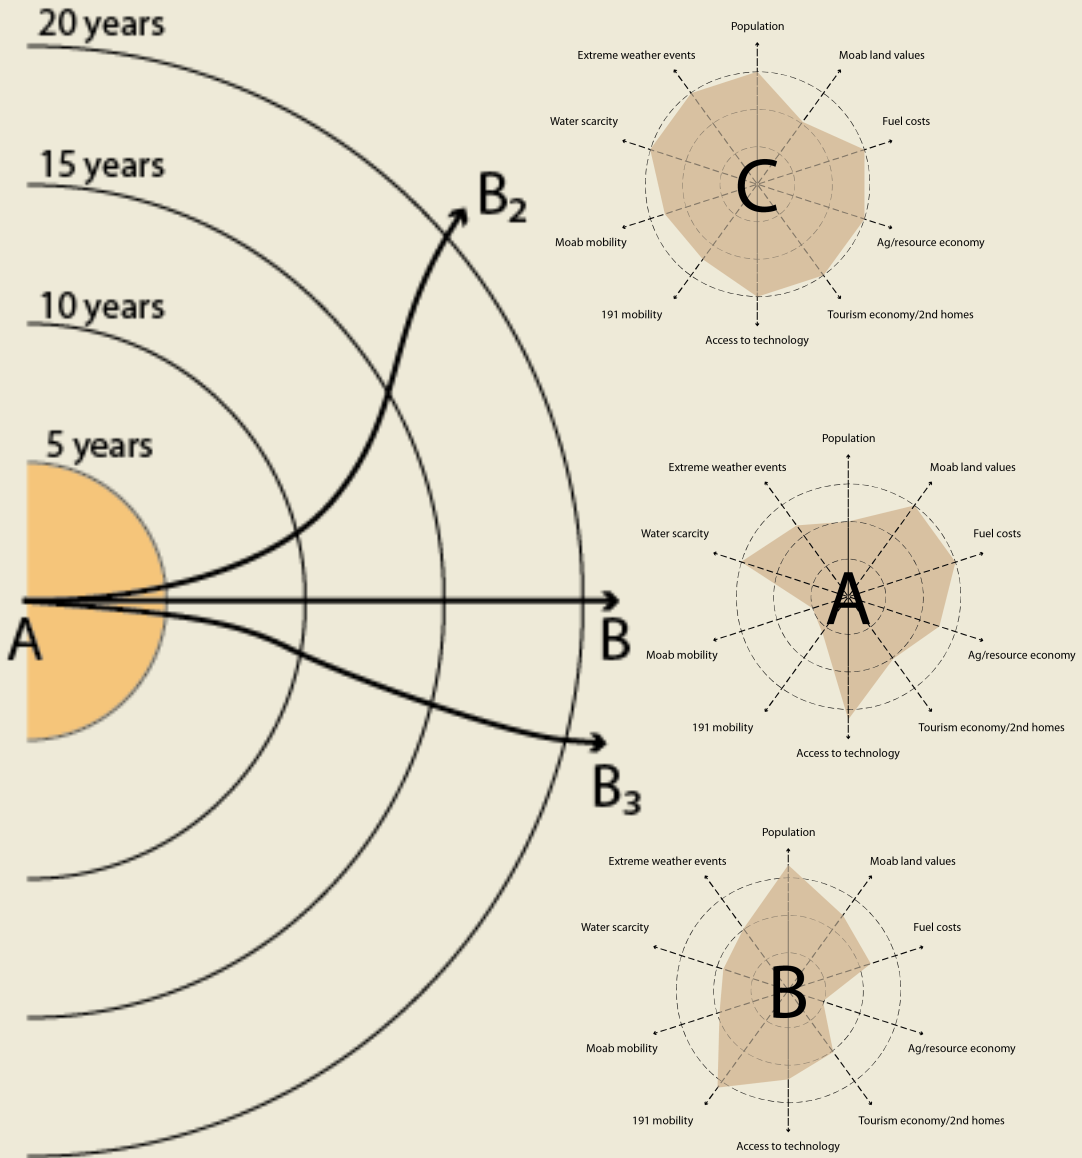 20 years
15 years
10 years
5 years
A
B₂
B
B₃
Population
Extreme weather events
Moab land values
Water scarcity
Fuel costs
C
Moab mobility
Ag/resource economy
191 mobility
Tourism economy/2nd homes
Access to technology
Population
Extreme weather events
Moab land values
Water scarcity
Fuel costs
A
Moab mobility
Ag/resource economy
191 mobility
Tourism economy/2nd homes
Access to technology
Population
Extreme weather events
Moab land values
Water scarcity
Fuel costs
B
Moab mobility
Ag/resource economy
191 mobility
Tourism economy/2nd homes
Access to technology